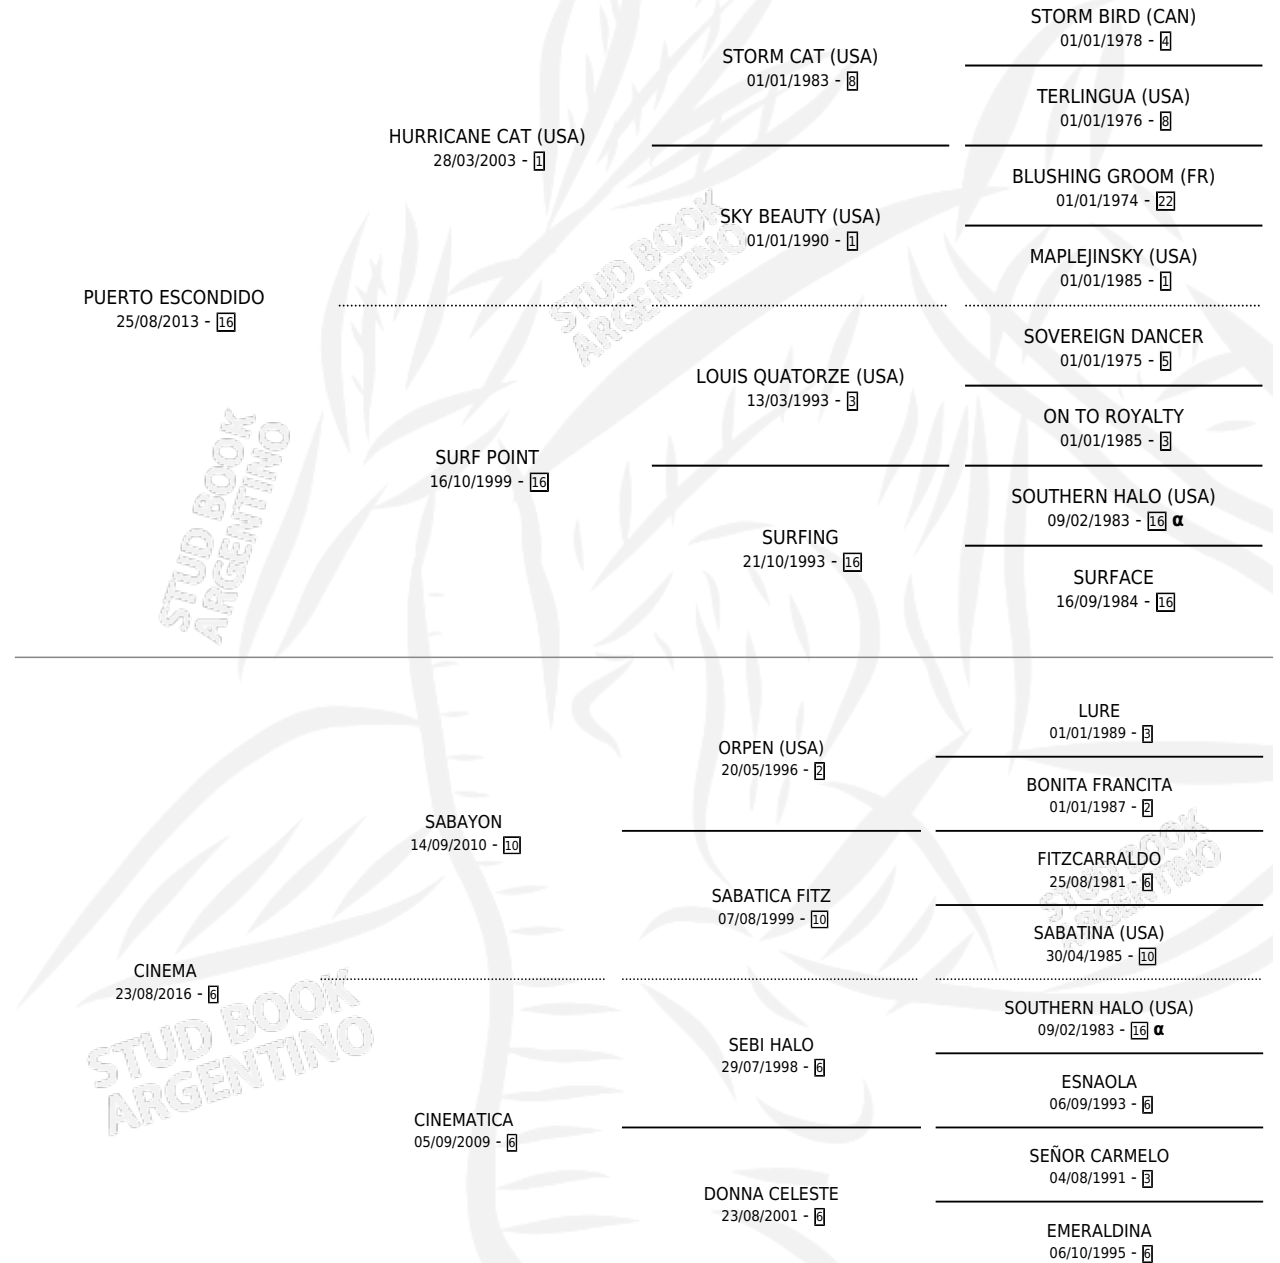 STORM BIRD (CAN)
01/01/1978 - 4
STORM CAT (USA)
01/01/1983 - 8
TERLINGUA (USA)
01/01/1976 - 8
HURRICANE CAT (USA)
28/03/2003 - 1
BLUSHING GROOM (FR)
01/01/1974 - 22
SKY BEAUTY (USA)
01/01/1990 - 1
MAPLEJINSKY (USA)
01/01/1985 - 1
PUERTO ESCONDIDO
25/08/2013 - 16
SOVEREIGN DANCER
01/01/1975 - 5
LOUIS QUATORZE (USA)
13/03/1993 - 3
ON TO ROYALTY
01/01/1985 - 3
SURF POINT
16/10/1999 - 16
SOUTHERN HALO (USA)
09/02/1983 - 16 α
SURFING
21/10/1993 - 16
SURFACE
16/09/1984 - 16
LURE
01/01/1989 - 3
ORPEN (USA)
20/05/1996 - 2
BONITA FRANCITA
01/01/1987 - 2
SABAYON
14/09/2010 - 10
FITZCARRALDO
25/08/1981 - 6
SABATICA FITZ
07/08/1999 - 10
SABATINA (USA)
30/04/1985 - 10
CINEMA
23/08/2016 - 6
SOUTHERN HALO (USA)
09/02/1983 - 16 α
SEBI HALO
29/07/1998 - 6
ESNAOLA
06/09/1993 - 6
CINEMATICA
05/09/2009 - 6
SEÑOR CARMELO
04/08/1991 - 3
DONNA CELESTE
23/08/2001 - 6
EMERALDINA
06/10/1995 - 6
STUD BOOK
ARGENTINO
STUD BOOK
ARGENTINO
STUD BOOK
ARGENTINO
STUD BOOK
ARGENTINO